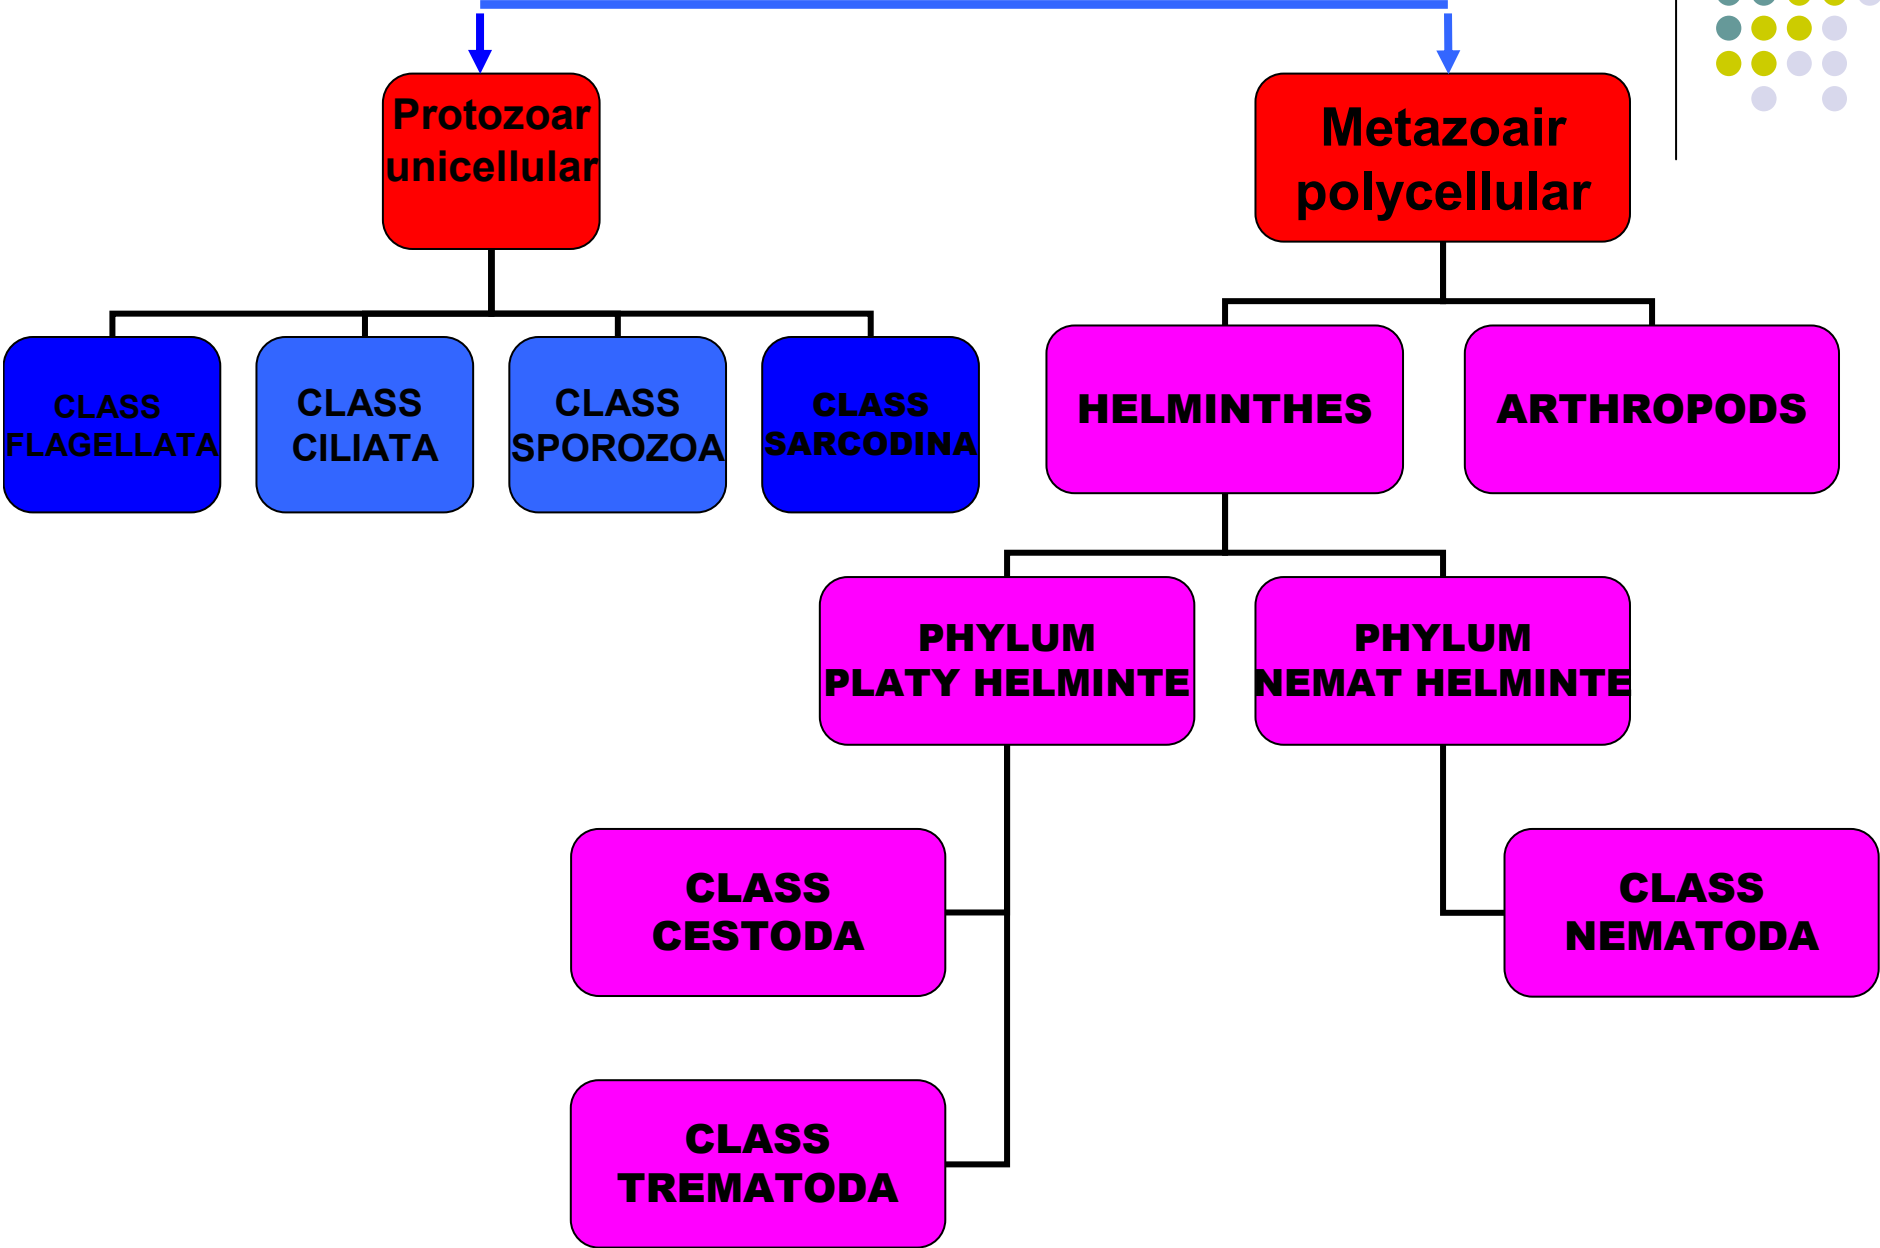 Protozoar
unicellular
Metazoair
polycellular
CLASS
FLAGELLATA
CLASS
CILIATA
CLASS
SPOROZOA
CLASS
SARCODINA
HELMINTHES
ARTHROPODS
PHYLUM
PLATY HELMINTE
PHYLUM
NEMAT HELMINTE
CLASS
CESTODA
CLASS
NEMATODA
CLASS
TREMATODA